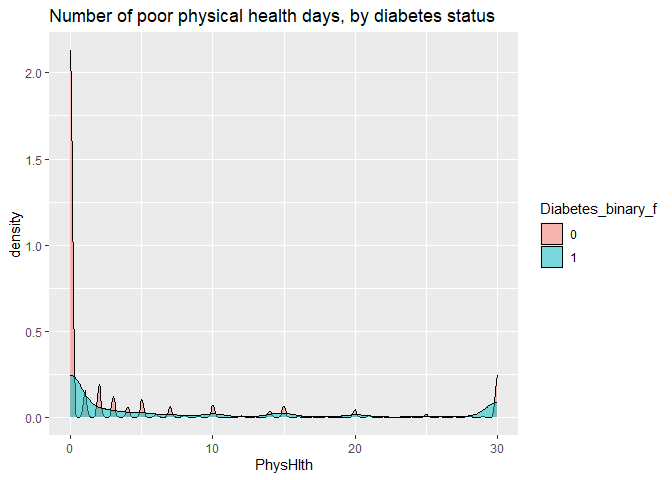 Number of poor physical health days, by diabetes status
2.0
1.5
1.0
0.5
0.0
density
0
10
20
30
PhysHlth
Diabetes_binary_f
0
1